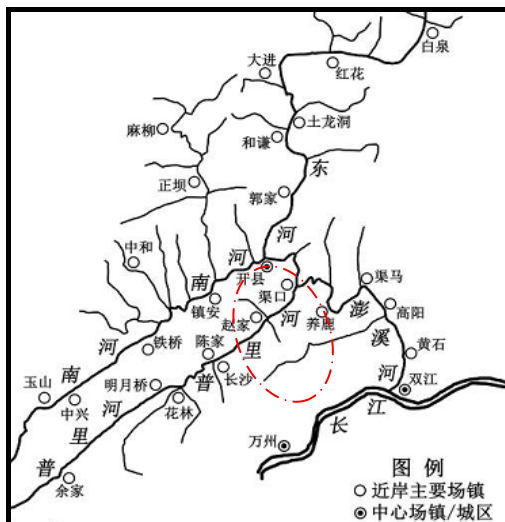 白泉
大进
红花
土龙洞
麻柳
和谦
东
正坝
郭家
河
中和
河
开县
南
渠口
渠马
镇安
赵家
河
养鹿
澎
高阳
河
铁桥
陈家
里
溪
黄石
南
玉山
明月桥
普
长沙
河
双江
中兴
河
花林
江
里
长
万州
普
余家
图 例
近岸主要场镇
中心场镇/城区